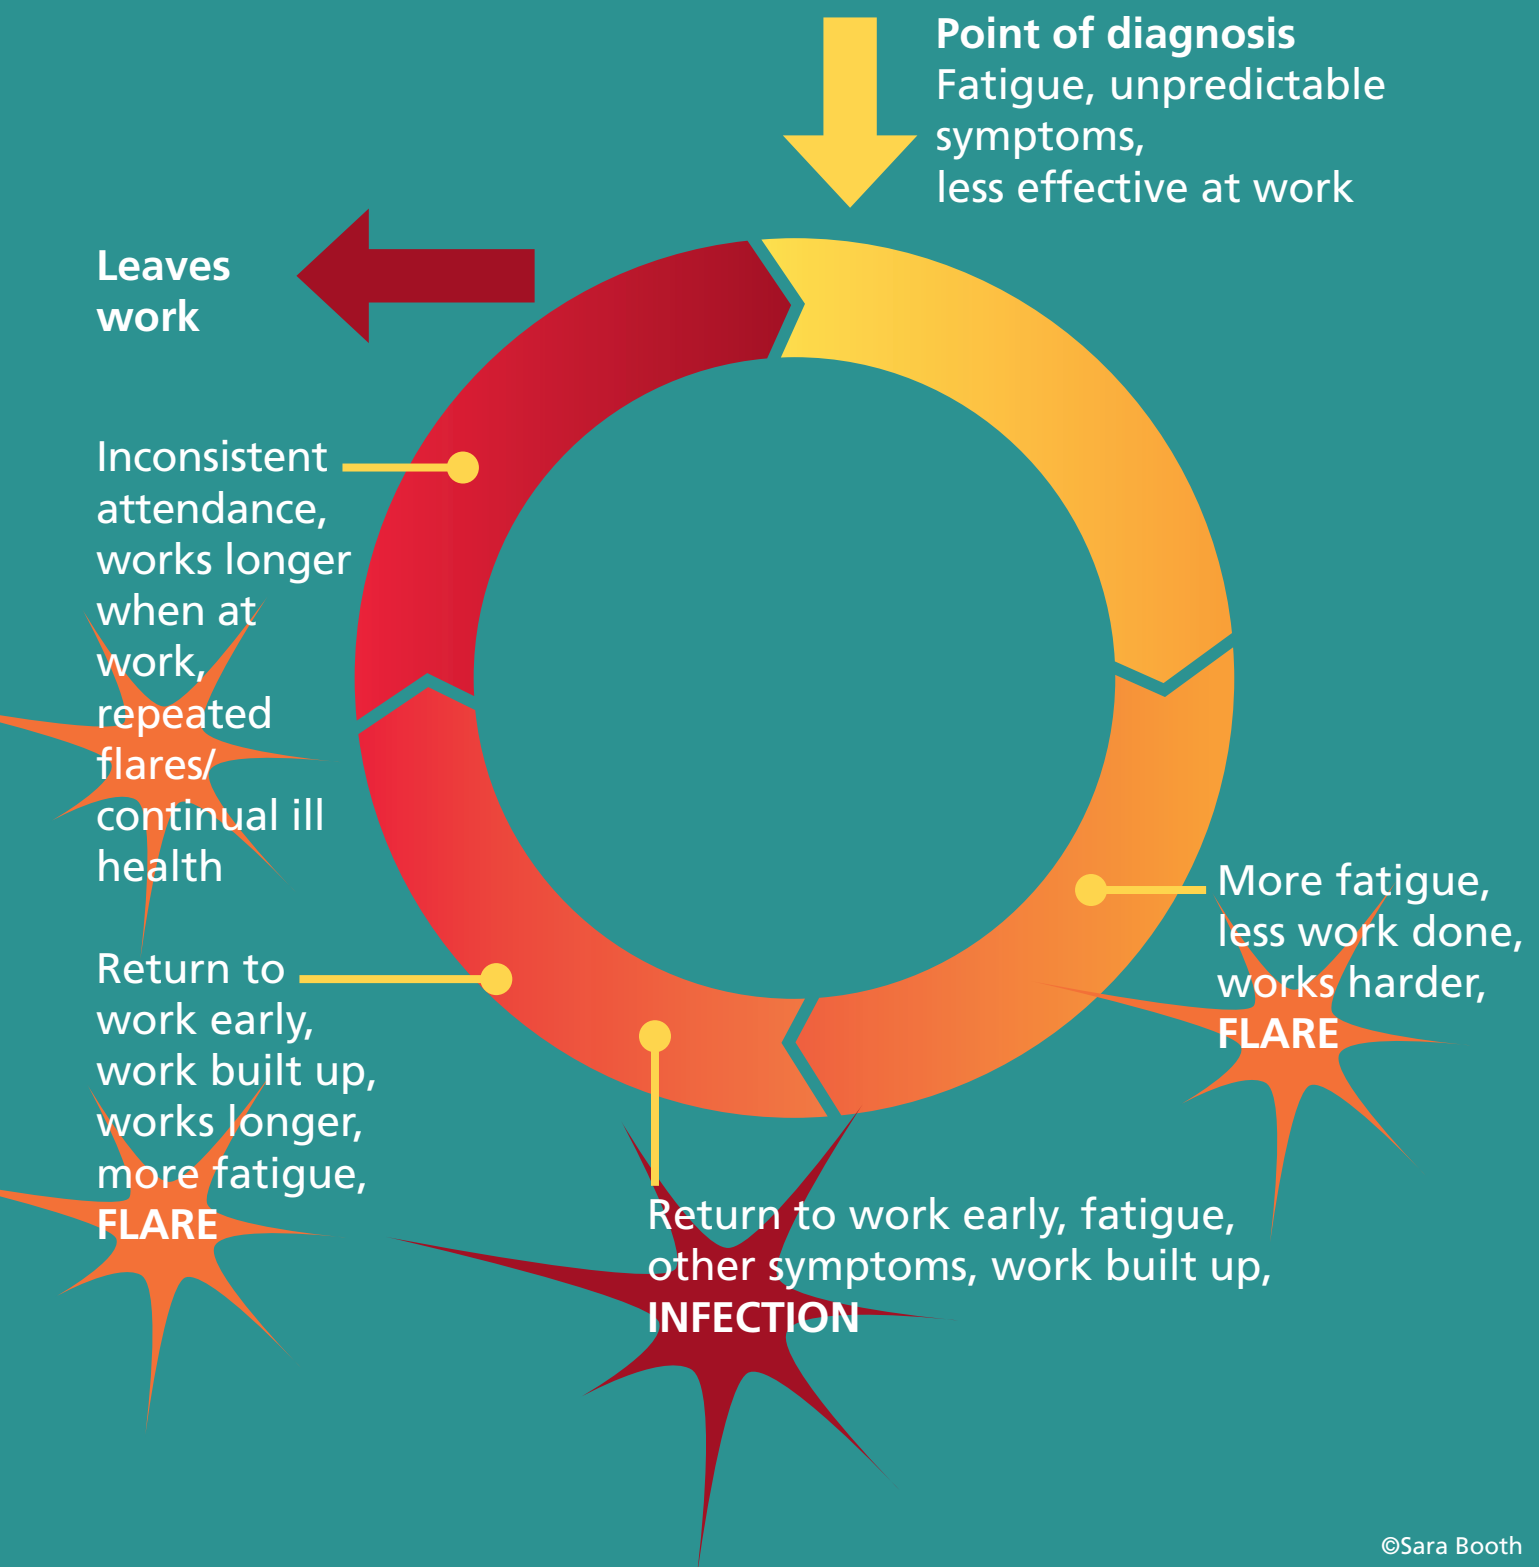 Point of diagnosis
Fatigue, unpredictable
symptoms,
less effective at work
Leaves
work
Inconsistent
attendance,
works longer
when at
work,
repeated
flares/
continual ill
health
More fatigue,
less work done,
works harder,
FLARE
Return to
work early,
work built up,
works longer,
more fatigue,
FLARE
Return to work early, fatigue,
other symptoms, work built up,
INFECTION
©Sara Booth